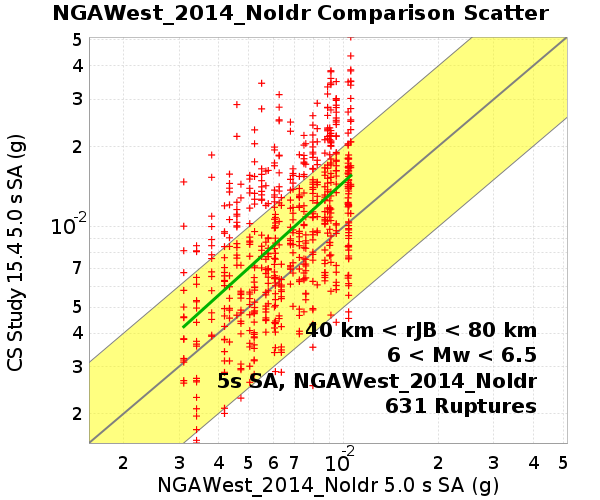 NGAWest_2014_NoIdr Comparison Scatter
CS Study 15.4 5.0 s SA (g)
5
4
3
2
10-2
7
5
4
3
2
40 km < rJB < 80 km
6 < Mw < 6.5
5s SA, NGAWest_2014_NoIdr
631 Ruptures
2 3 4 5 6 7 10-2 2 3 4 5
NGAWest_2014_NoIdr 5.0 s SA (g)